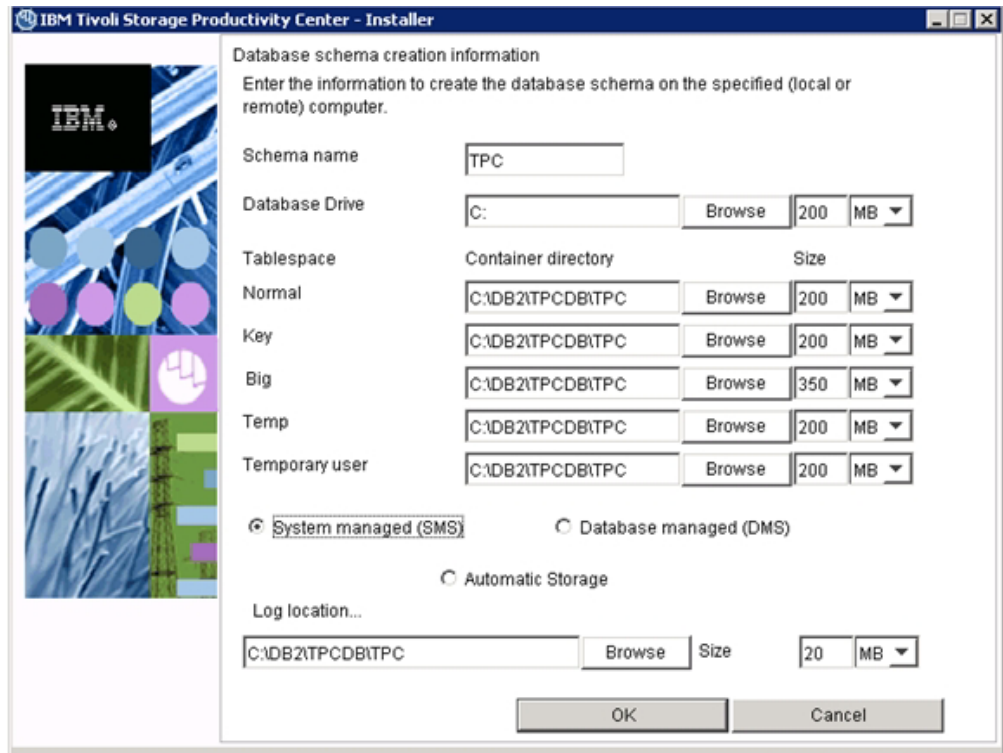 IBM Tivoli Storage Productivity Center - Installer
IBM
Database schema creation information
Enter the information to create the database schema on the specified (local or
remote) computer.
Schema name TPC
Database Drive C: Browse 200 MB
Tablespace Container directory Size
Normal C:\DB2\TPCDB\TPC Browse 200 MB
Key C:\DB2\TPCDB\TPC Browse 200 MB
Big C:\DB2\TPCDB\TPC Browse 350 MB
Temp C:\DB2\TPCDB\TPC Browse 200 MB
Temporary user C:\DB2\TPCDB\TPC Browse 200 MB
System managed (SMS) Database managed (DMS)
Automatic Storage
Log location...
C:\DB2\TPCDB\TPC Browse Size 20 MB
OK Cancel